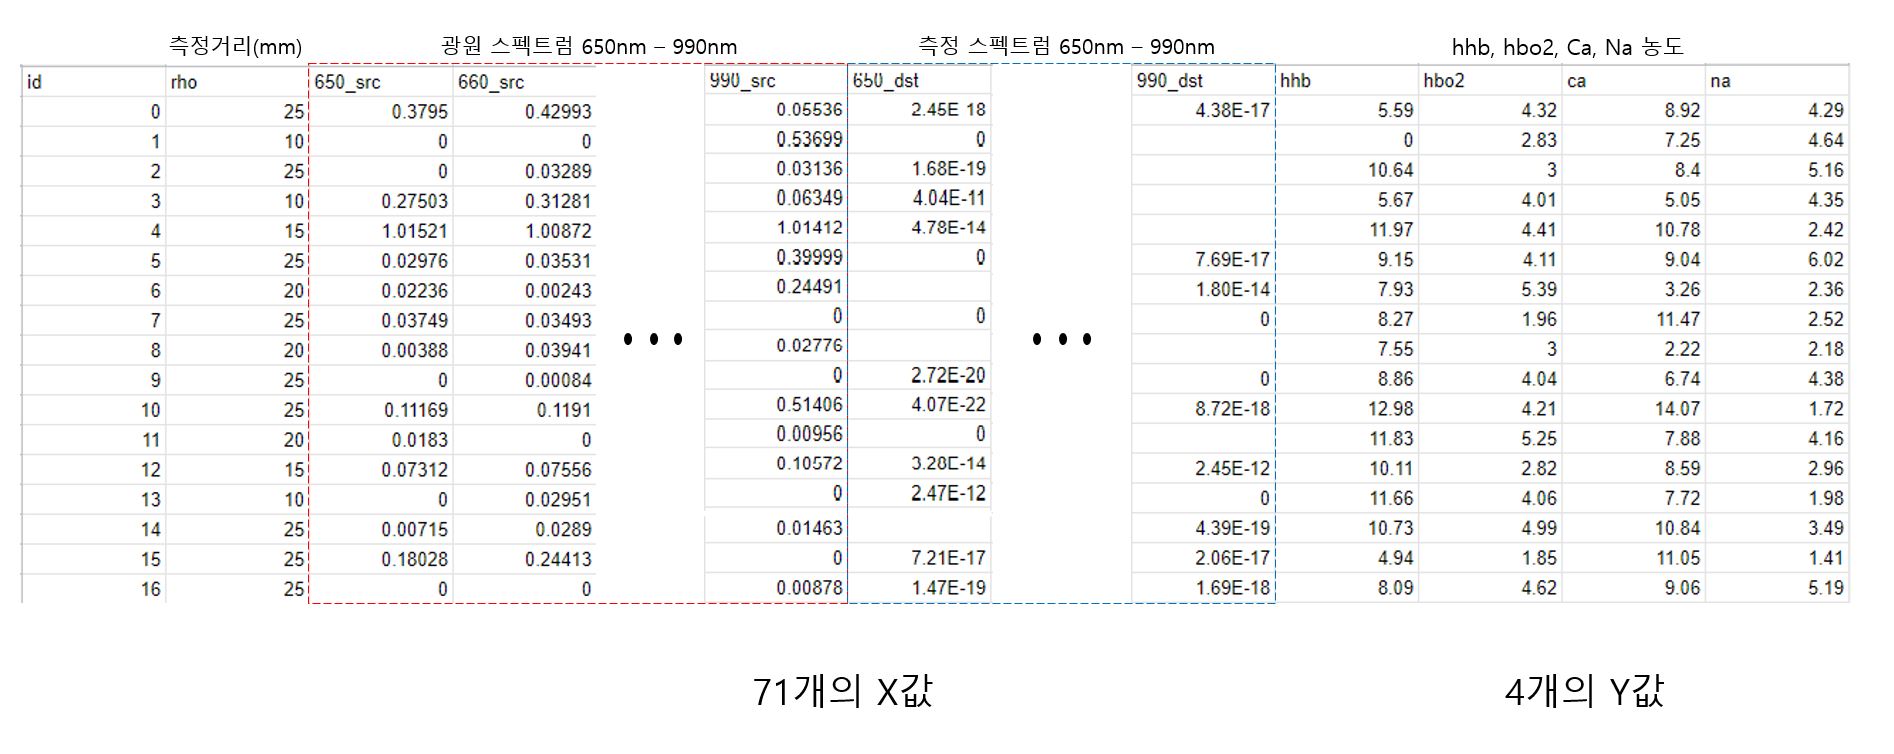 측정거리(mm) 광원 스펙트럼 650nm – 990nm 측정 스펙트럼 650nm – 990nm hhb, hbo2, Ca, Na 농도
id rho 650_src 660_src 990_src 650_dst 990_dst hhb hbo2 ca na
0 25 0.3795 0.42993 0.05536 2.45E 18 4.38E-17 5.59 4.32 8.92 4.29
1 10 0 0 0.53699 0 0 2.83 7.25 4.64
2 25 0 0.03289 0.03136 1.68E-19 10.64 3 8.4 5.16
3 10 0.27503 0.31281 0.06349 4.04E-11 5.67 4.01 5.05 4.35
4 15 1.01521 1.00872 1.01412 4.78E-14 11.97 4.41 10.78 2.42
5 25 0.02976 0.03531 0.39999 0 7.69E-17 9.15 4.11 9.04 6.02
6 20 0.02236 0.00243 0.24491 1.80E-14 7.93 5.39 3.26 2.36
7 25 0.03749 0.03493 0 0 0 8.27 1.96 11.47 2.52
8 20 0.00388 0.03941 0.02776 7.55 3 2.22 2.18
9 25 0 0.00084 0 2.72E-20 0 8.86 4.04 6.74 4.38
10 25 0.11169 0.1191 0.51406 4.07E-22 8.72E-18 12.98 4.21 14.07 1.72
11 20 0.0183 0 0.00956 0 11.83 5.25 7.88 4.16
12 15 0.07312 0.07556 0.10572 3.28E-14 2.45E-12 10.11 2.82 8.59 2.96
13 10 0 0.02951 0 2.47E-12 0 11.66 4.06 7.72 1.98
14 25 0.00715 0.0289 0.01463 4.39E-19 10.73 4.99 10.84 3.49
15 25 0.18028 0.24413 0 7.21E-17 2.06E-17 4.94 1.85 11.05 1.41
16 25 0 0 0.00878 1.47E-19 1.69E-18 8.09 4.62 9.06 5.19
71개의 X값 4개의 Y값